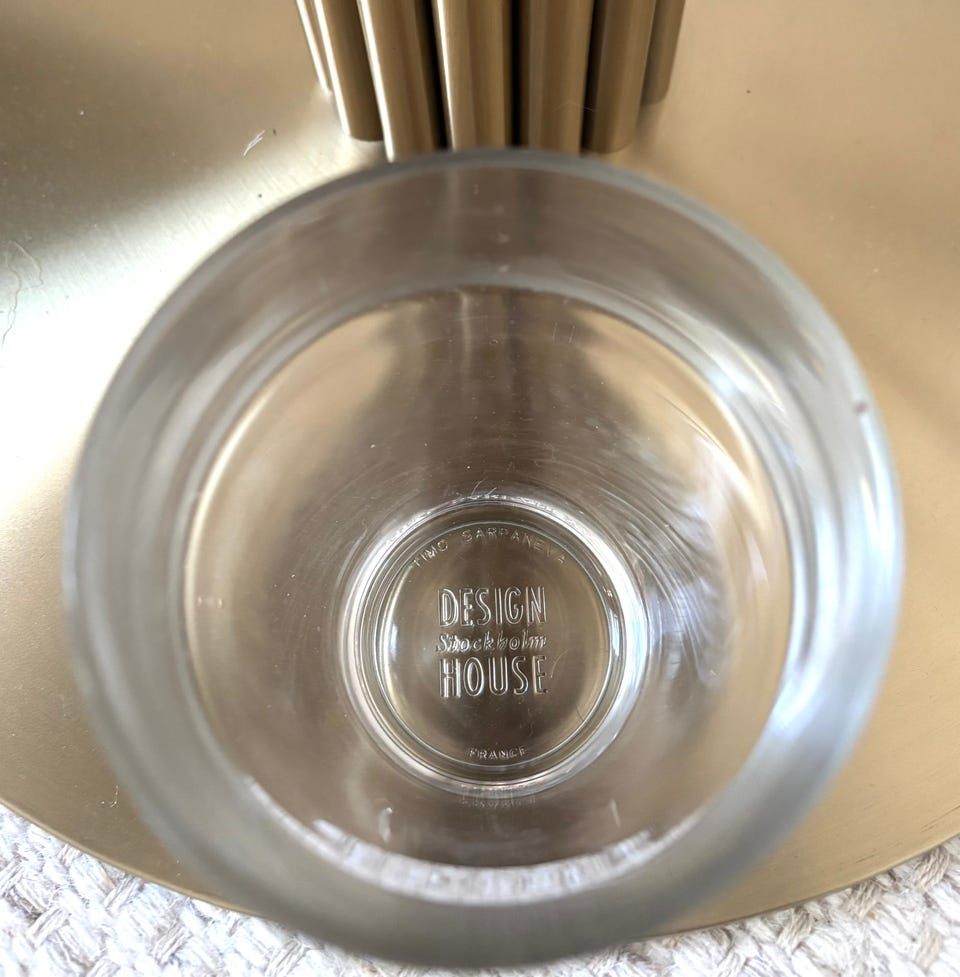 TIMO SARPANEVA
DESIGN
Stockholm
HOUSE
FRANCE